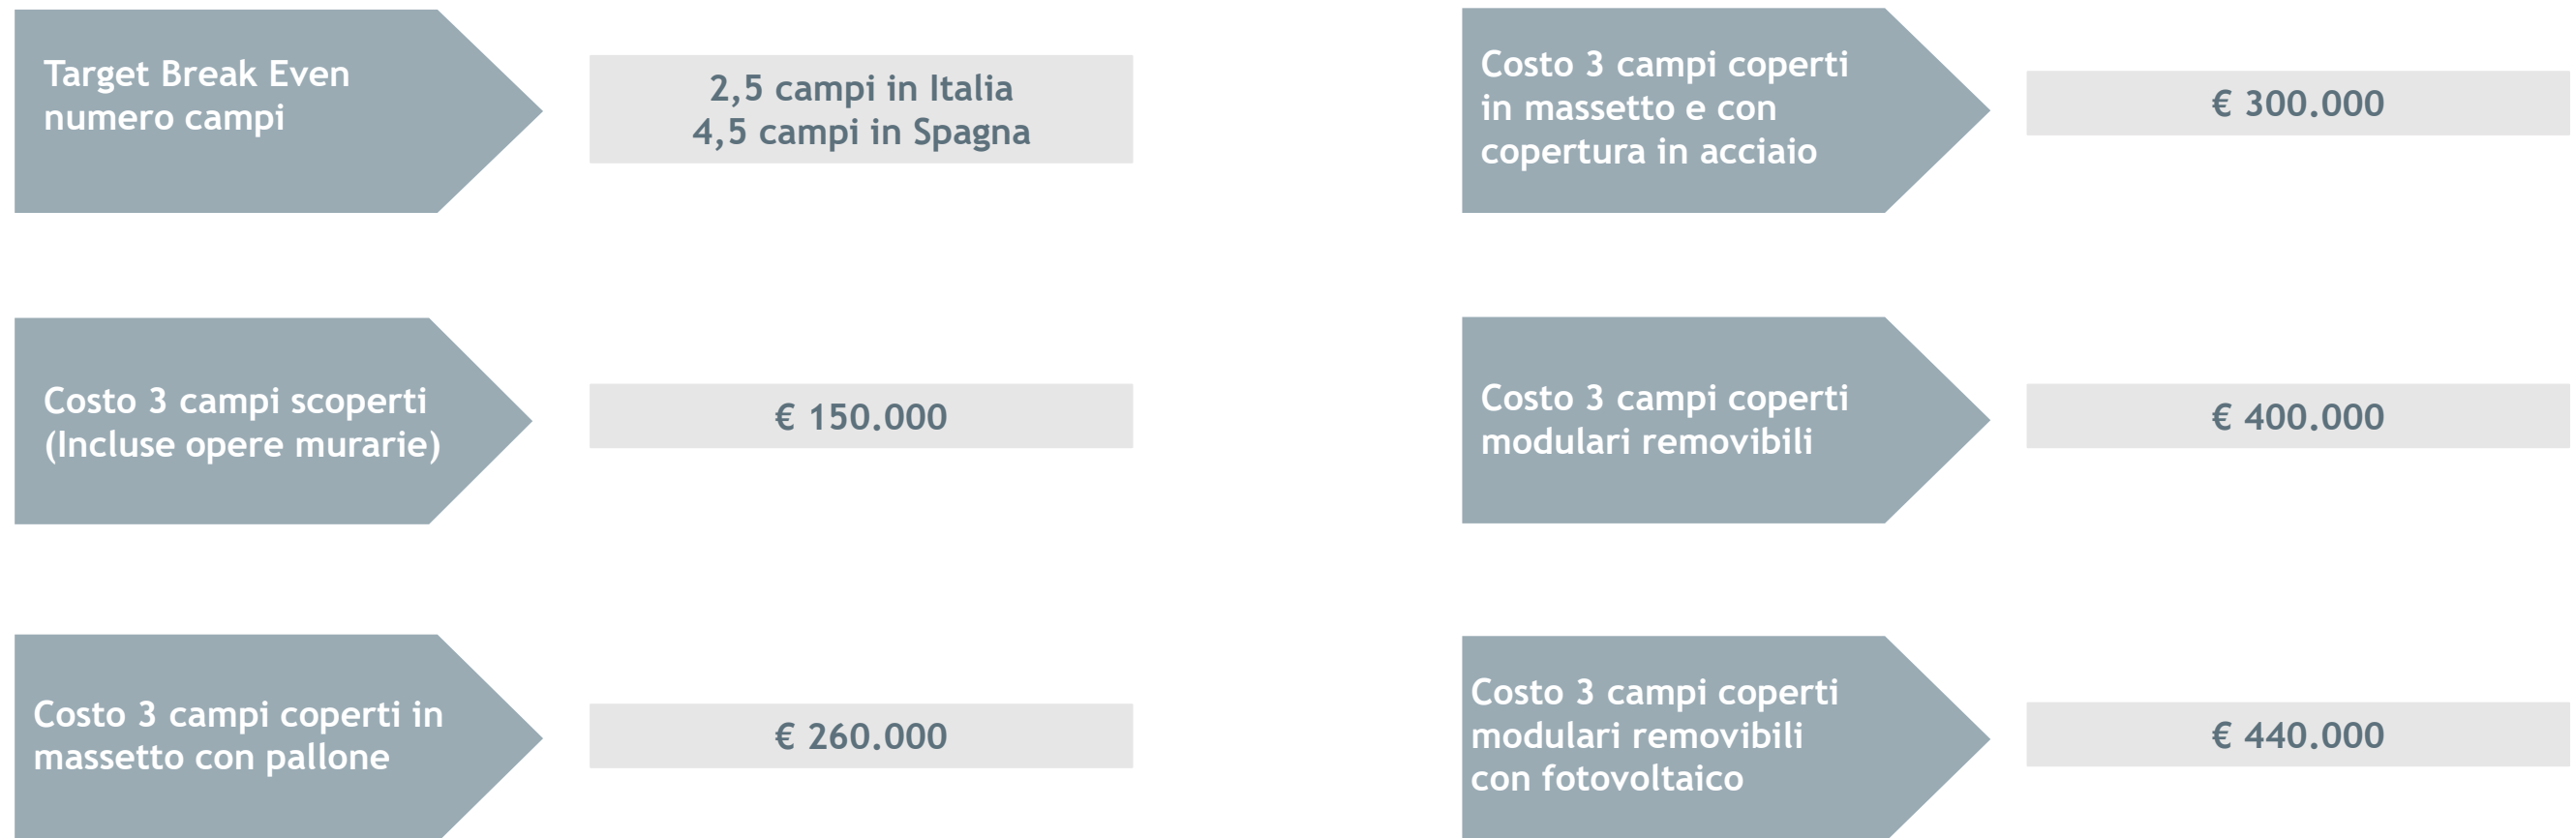 Target Break Even
numero campi
2,5 campi in Italia
4,5 campi in Spagna
Costo 3 campi scoperti
(Incluse opere murarie)
€ 150.000
Costo 3 campi coperti in
massetto con pallone
€ 260.000
Costo 3 campi coperti
in massetto e con
copertura in acciaio
€ 300.000
Costo 3 campi coperti
modulari removibili
€ 400.000
Costo 3 campi coperti
modulari removibili
con fotovoltaico
€ 440.000